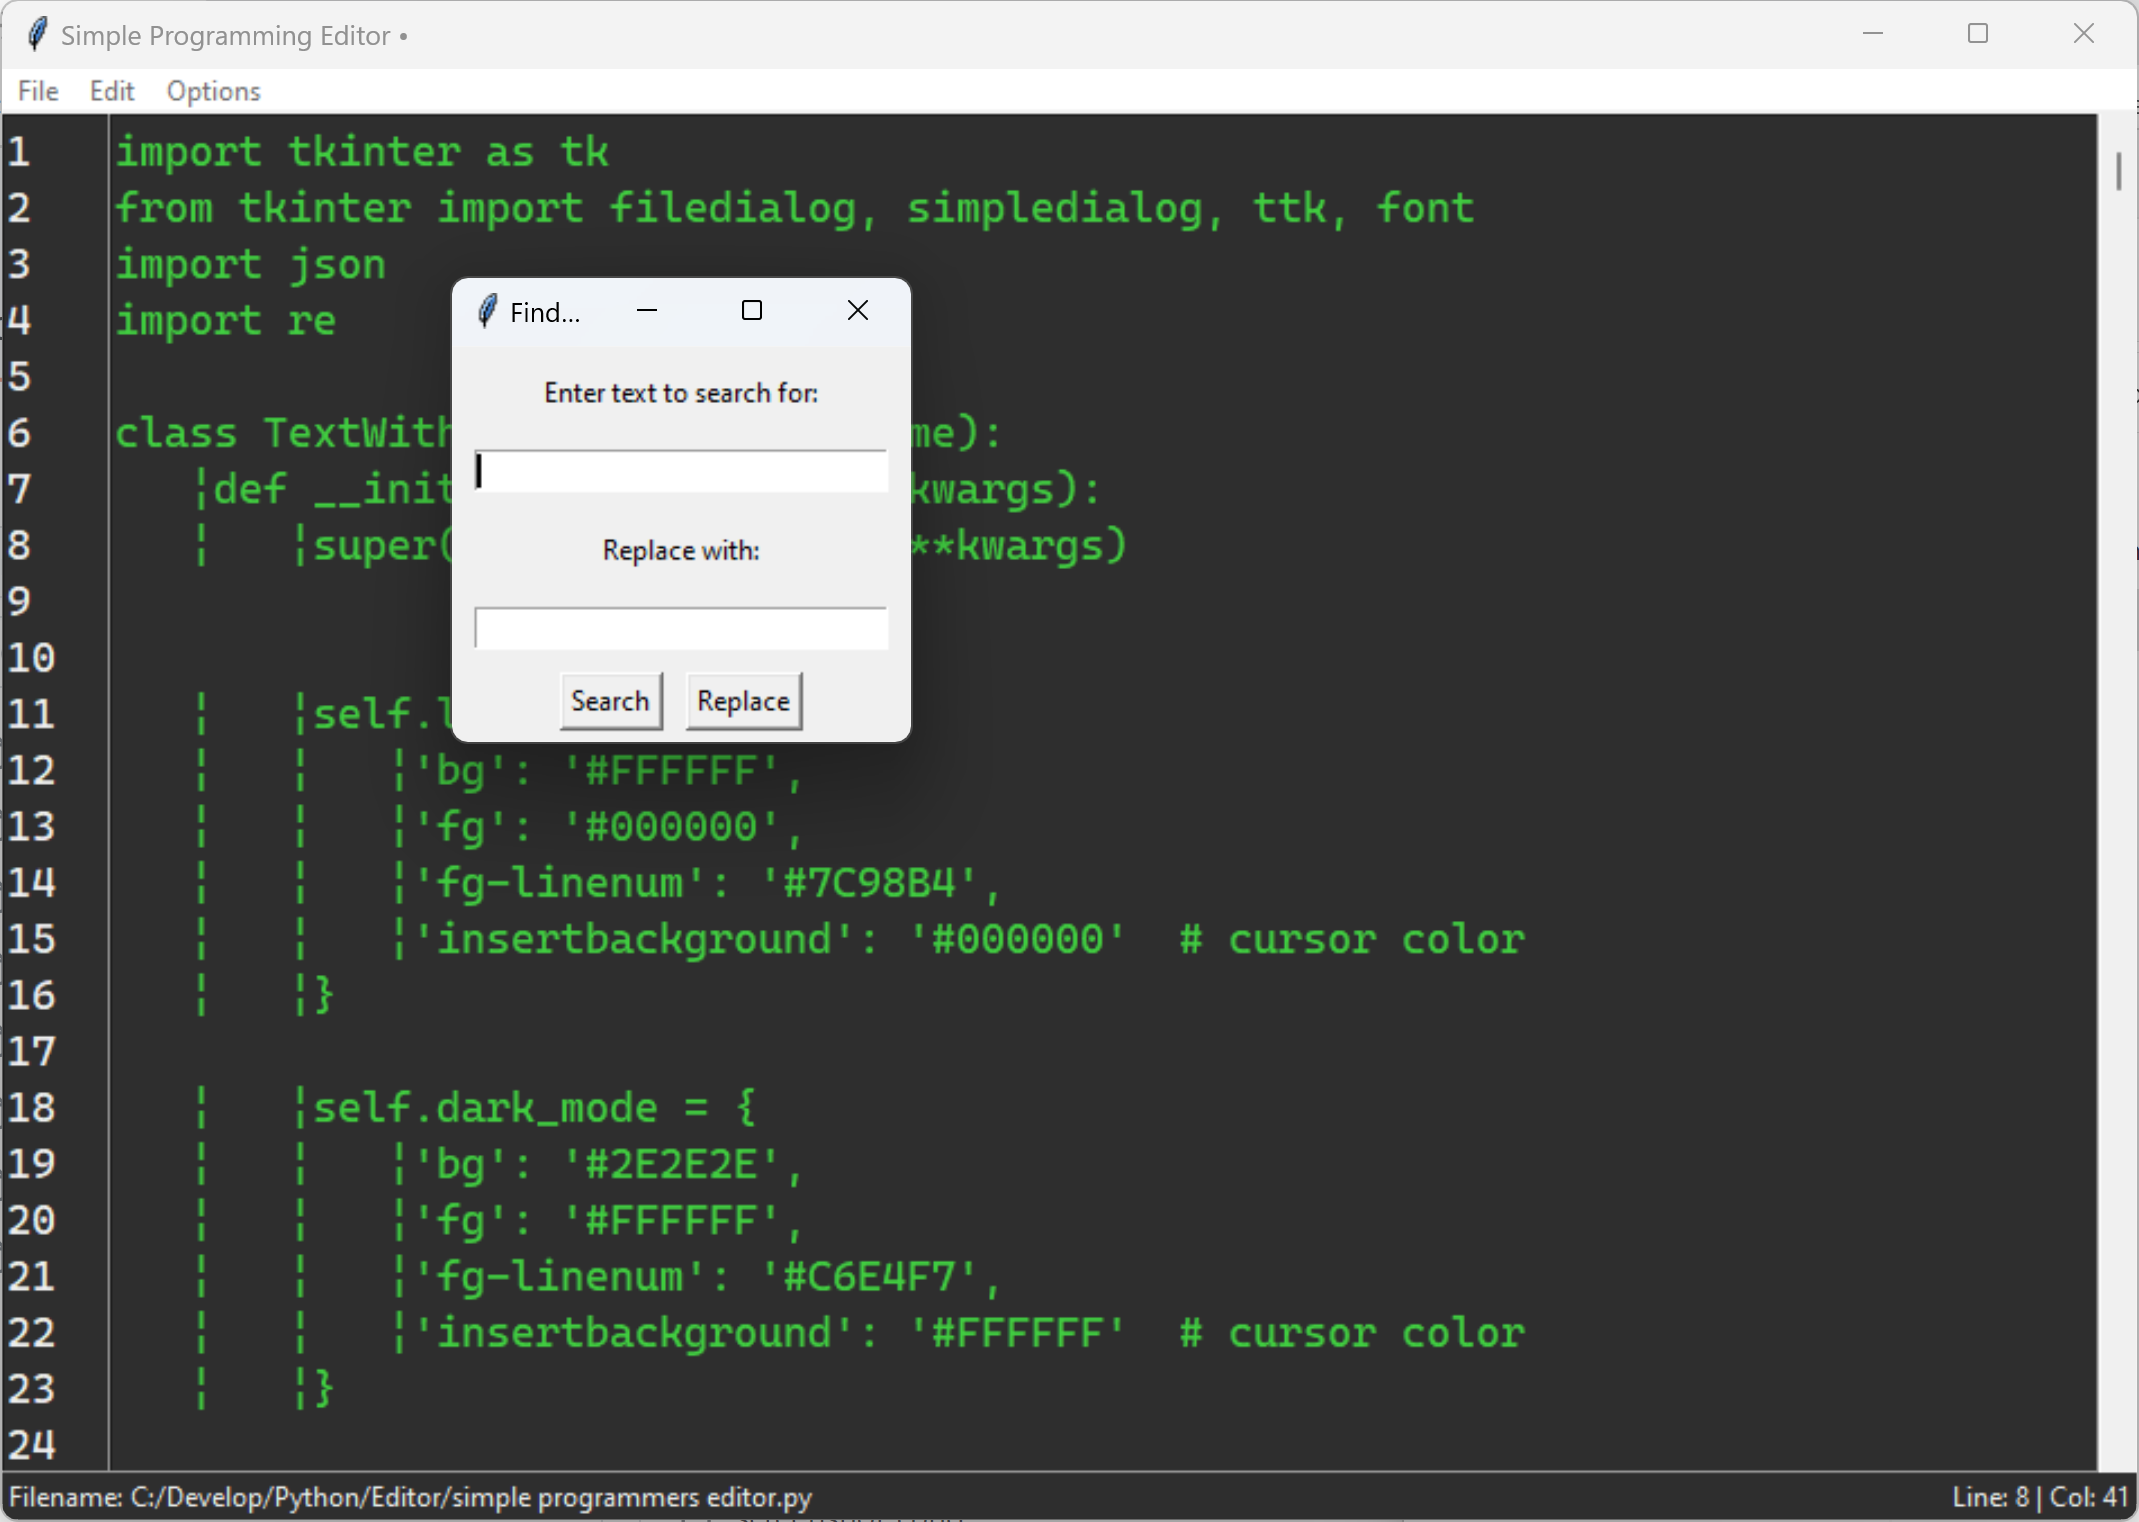 Simple Programming Editor •
File Edit Options
1 import tkinter as tk
2 from tkinter import filedialog, simpledialog, ttk, font
3 import json
4 import re
5
6 class TextWith me):
7 ¦def __init kwargs):
8 ¦ ¦super( **kwargs)
9
10
11 ¦ ¦self.l
12 ¦ ¦ ¦'bg': '#FFFFFF',
13 ¦ ¦ ¦'fg': '#000000',
14 ¦ ¦ ¦'fg-linenum': '#7C98B4',
15 ¦ ¦ ¦'insertbackground': '#000000' # cursor color
16 ¦ ¦}
17
18 ¦ ¦self.dark_mode = {
19 ¦ ¦ ¦'bg': '#2E2E2E',
20 ¦ ¦ ¦'fg': '#FFFFFF',
21 ¦ ¦ ¦'fg-linenum': '#C6E4F7',
22 ¦ ¦ ¦'insertbackground': '#FFFFFF' # cursor color
23 ¦ ¦}
24
Find...
Enter text to search for:
Replace with:
Search Replace
Filename: C:/Develop/Python/Editor/simple programmers editor.py
Line: 8 | Col: 41